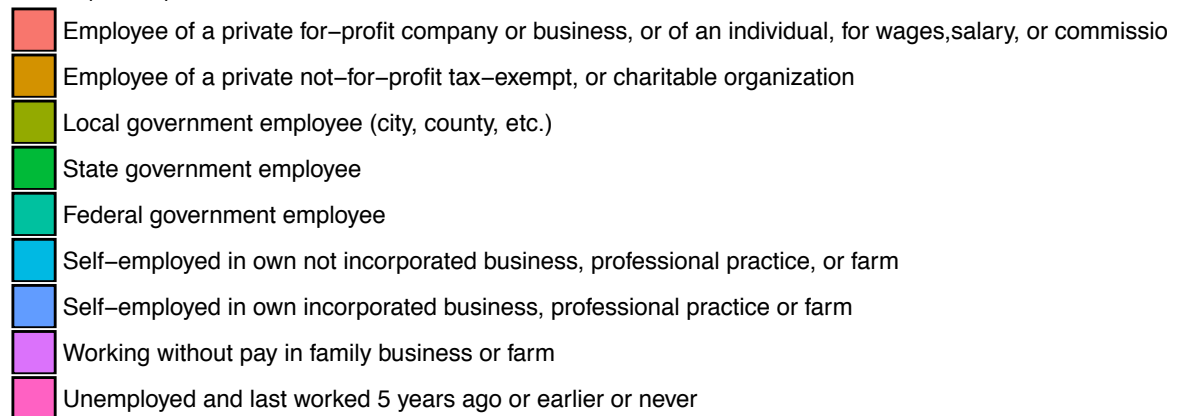 Employee of a private for−profit company or business, or of an individual, for wages,salary, or commissio
Employee of a private not−for−profit tax−exempt, or charitable organization
Local government employee (city, county, etc.)
State government employee
Federal government employee
Self−employed in own not incorporated business, professional practice, or farm
Self−employed in own incorporated business, professional practice or farm
Working without pay in family business or farm
Unemployed and last worked 5 years ago or earlier or never